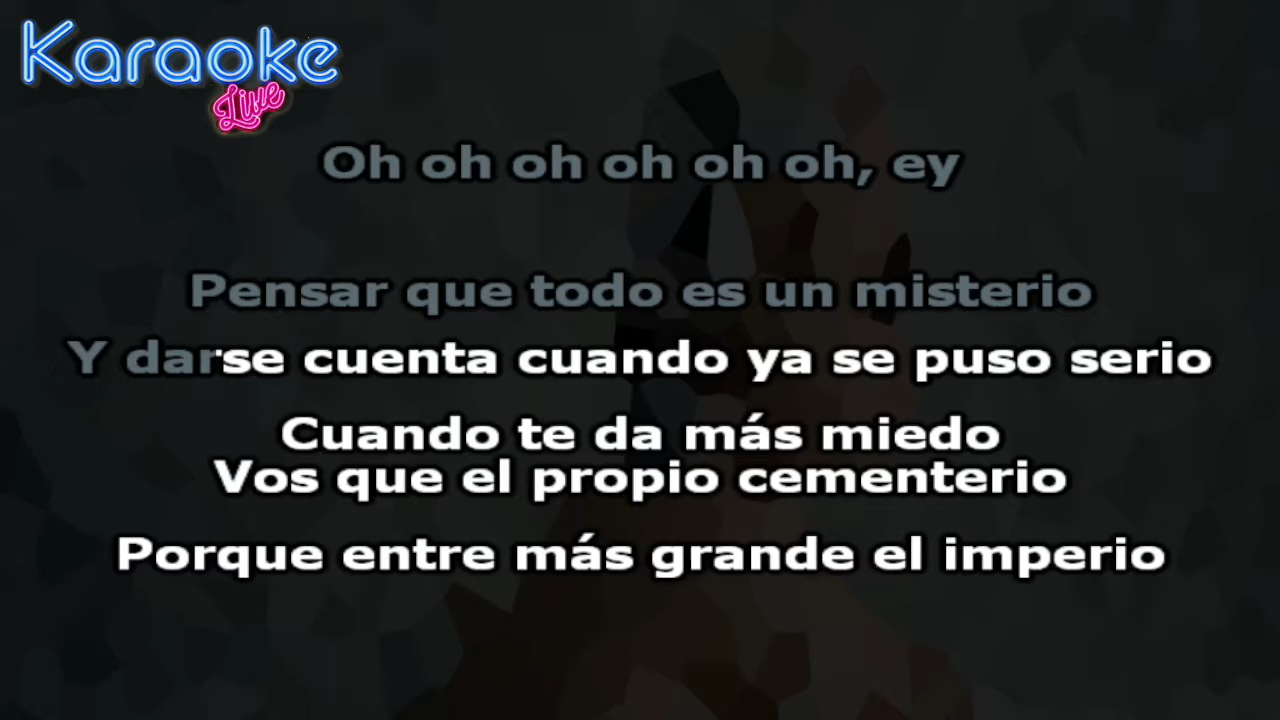 Karaoke
Live
Oh oh oh oh oh oh, ey
Pensar que todo es un misterio
Y darse cuenta cuando ya se puso serio
Cuando te da más miedo
Vos que el propio cementerio
Porque entre más grande el imperio